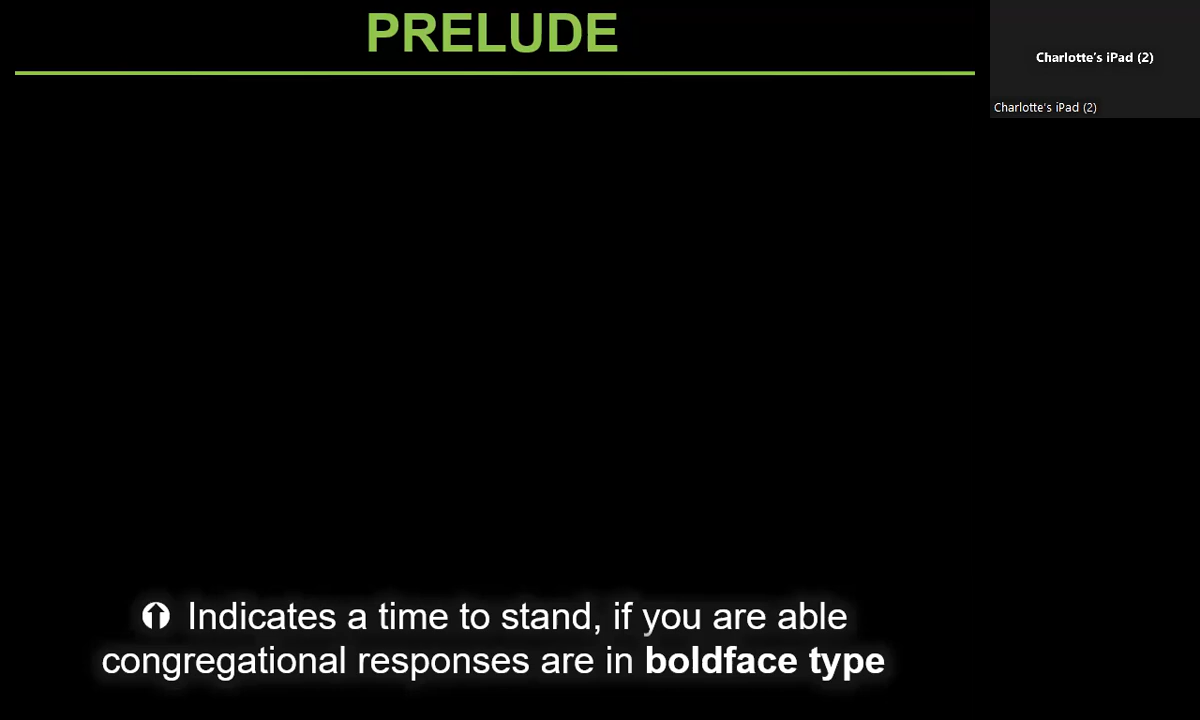 PRELUDE
Charlotte's iPad (2)
Charlotte's iPad (2)
Indicates a time to stand, if you are able
congregational responses are in boldface type